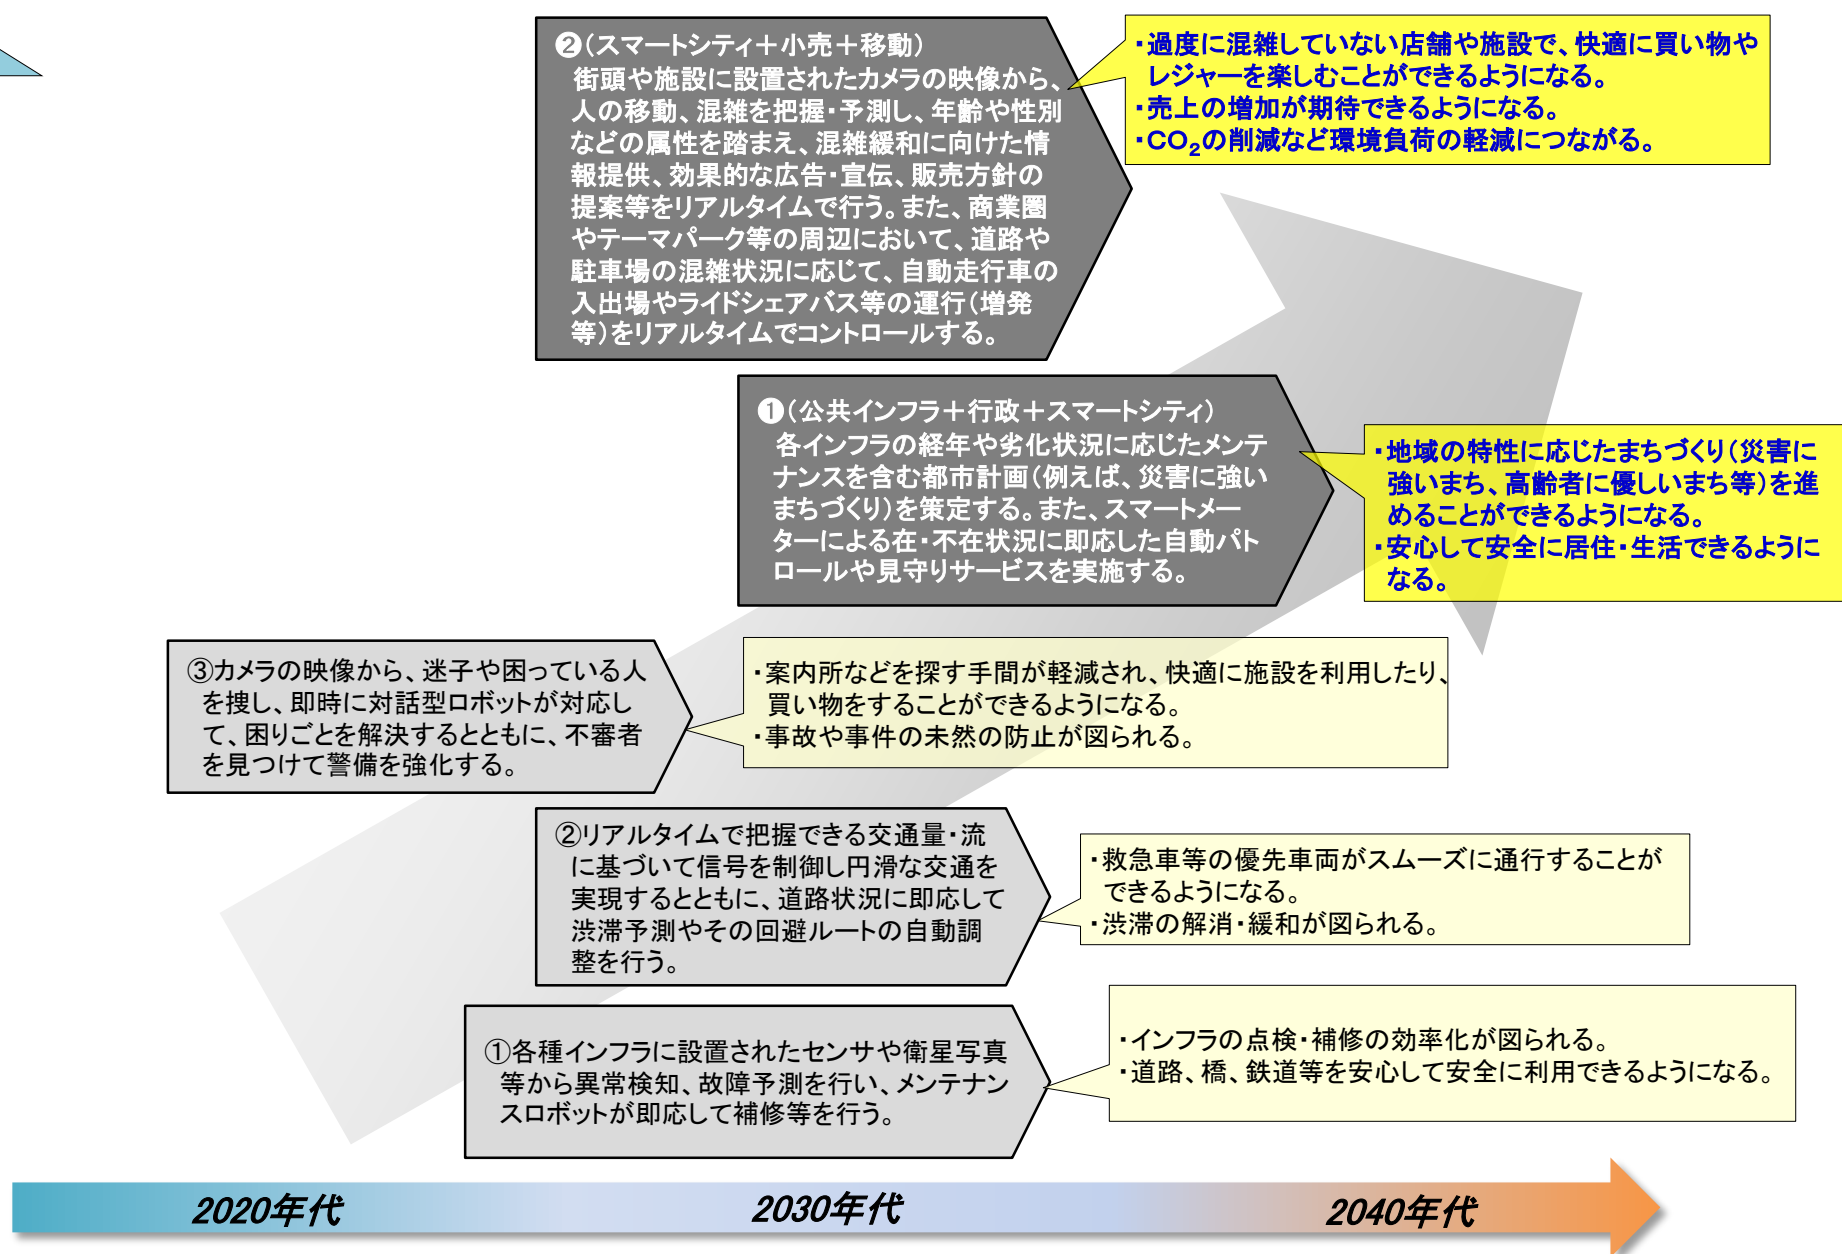 ❷(スマートシティ＋小売＋移動)
街頭や施設に設置されたカメラの映像から、
人の移動、混雑を把握・予測し、年齢や性別
などの属性を踏まえ、混雑緩和に向けた情
報提供、効果的な広告・宣伝、販売方針の
提案等をリアルタイムで行う。また、商業圏
やテーマパーク等の周辺において、道路や
駐車場の混雑状況に応じて、自動走行車の
入出場やライドシェアバス等の運行(増発
等)をリアルタイムでコントロールする。
・過度に混雑していない店舗や施設で、快適に買い物や
レジャーを楽しむことができるようになる。
・売上の増加が期待できるようになる。
・CO₂の削減など環境負荷の軽減につながる。
❶(公共インフラ＋行政＋スマートシティ)
各インフラの経年や劣化状況に応じたメンテ
ナンスを含む都市計画(例えば、災害に強い
まちづくり)を策定する。また、スマートメー
ターによる在・不在状況に即応した自動パト
ロールや見守りサービスを実施する。
・地域の特性に応じたまちづくり(災害に
強いまち、高齢者に優しいまち等)を進
めることができるようになる。
・安心して安全に居住・生活できるように
なる。
③カメラの映像から、迷子や困っている人
を捜し、即時に対話型ロボットが対応し
て、困りごとを解決するとともに、不審者
を見つけて警備を強化する。
・案内所などを探す手間が軽減され、快適に施設を利用したり、
買い物をすることができるようになる。
・事故や事件の未然の防止が図られる。
②リアルタイムで把握できる交通量・流
に基づいて信号を制御し円滑な交通を
実現するとともに、道路状況に即応して
渋滞予測やその回避ルートの自動調
整を行う。
・救急車等の優先車両がスムーズに通行することが
できるようになる。
・渋滞の解消・緩和が図られる。
①各種インフラに設置されたセンサや衛星写真
等から異常検知、故障予測を行い、メンテナン
スロボットが即応して補修等を行う。
・インフラの点検・補修の効率化が図られる。
・道路、橋、鉄道等を安心して安全に利用できるようになる。
2020年代
2030年代
2040年代